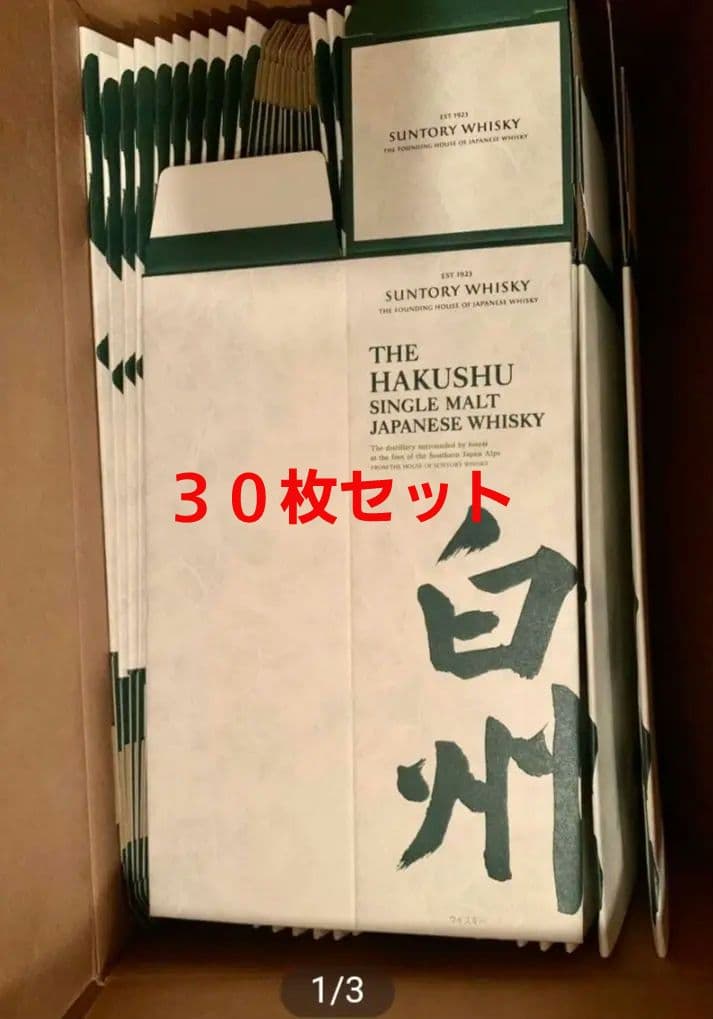 EST 1923
SUNTORY WHISKY
THE FOUNDING HOUSE OF JAPANESE WHISKY
EST 1923
SUNTORY WHISKY
THE FOUNDING HOUSE OF JAPANESE WHISKY
THE
HAKUSHU
SINGLE MALT
JAPANESE WHISKY
The distillery surrounded by forest
at the foot of the Southern Japan Alps
FROM THE HOUSE OF SUNTORY WHISKY
30枚セット
白州
ウイスキー
1/3